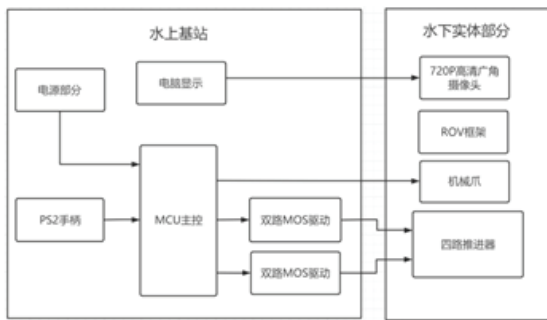 水上基站
水下实体部分
电源部分
电脑显示
720P高清广角
摄像头
ROV框架
机械爪
PS2手柄
MCU主控
双路MOS驱动
双路MOS驱动
四路推进器